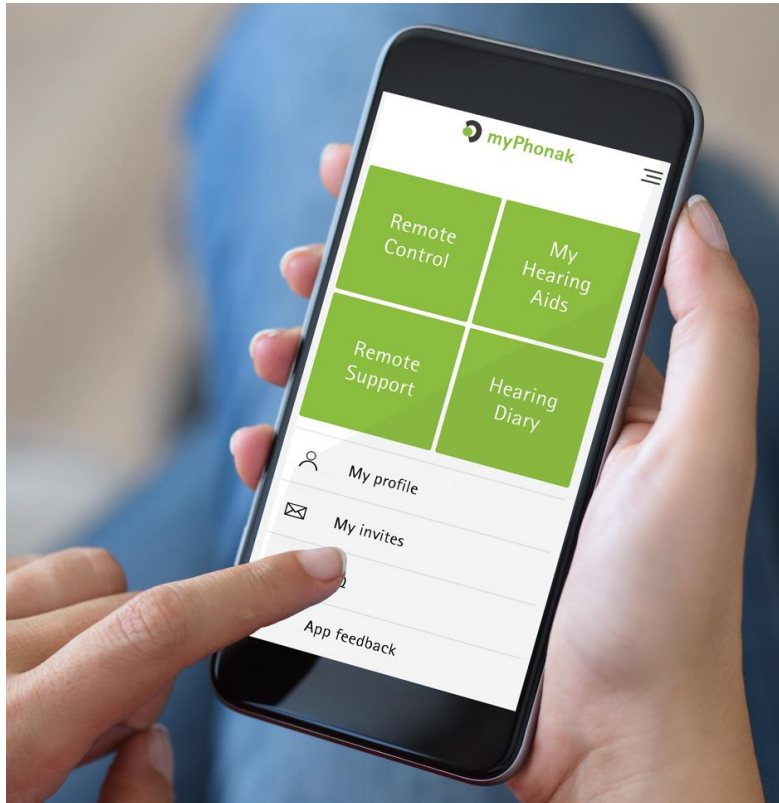 myPhonak
Remote
Control
My
Hearing
Aids
Remote
Support
Hearing
Diary
My profile
My invites
App feedback